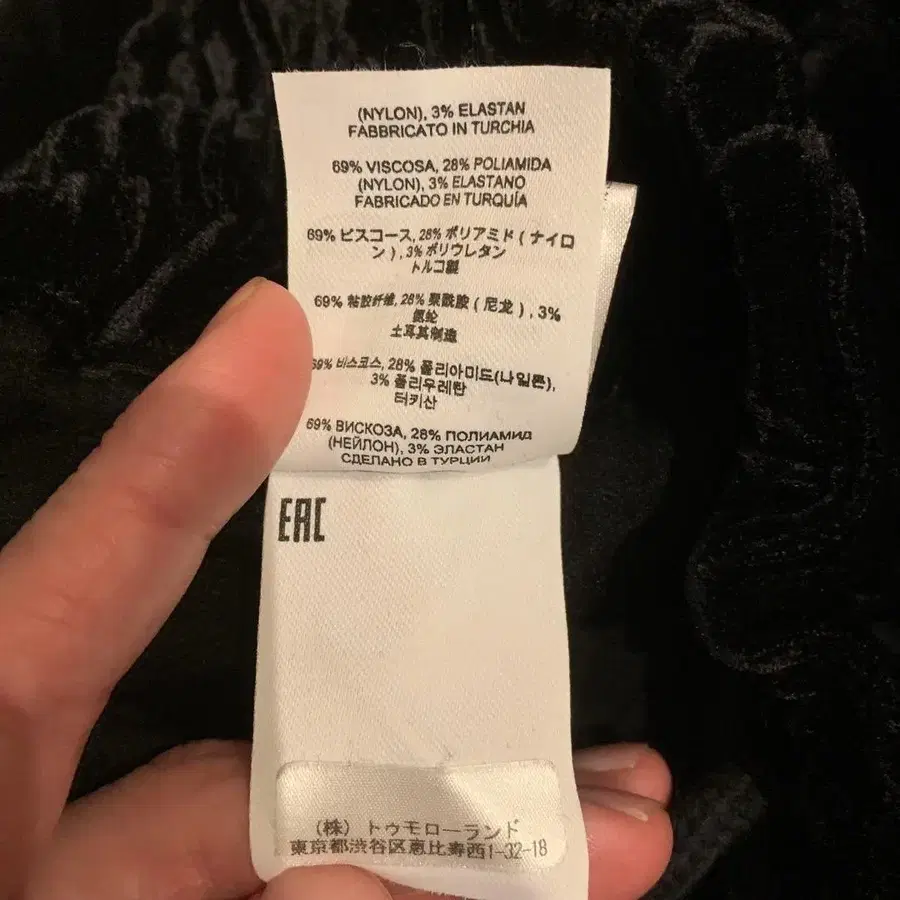 (NYLON), 3% ELASTAN
FABBRICATO IN TURCHIA
69% VISCOSA, 28% POLIAMIDA
(NYLON), 3% ELASTANO
FABRICADO EN TURQUÍA
69% ビスコース, 28% ポリアミド ( ナイロ
ン ) , 3% ポリウレタン
トルコ製
69% 粘胶纤维, 28% 聚酰胺 ( 尼龙 ) , 3%
氨纶
土耳其制造
69% 비스코스, 28% 폴리아미드(나일론),
3% 폴리우레탄
터키산
69% ВИСКОЗА, 28% ПОЛИАМИД
(НЕЙЛОН), 3% ЭЛАСТАН
СДЕЛАНО В ТУРЦИИ
EAC
(株) トゥモローランド
東京都渋谷区恵比寿西1-32-18